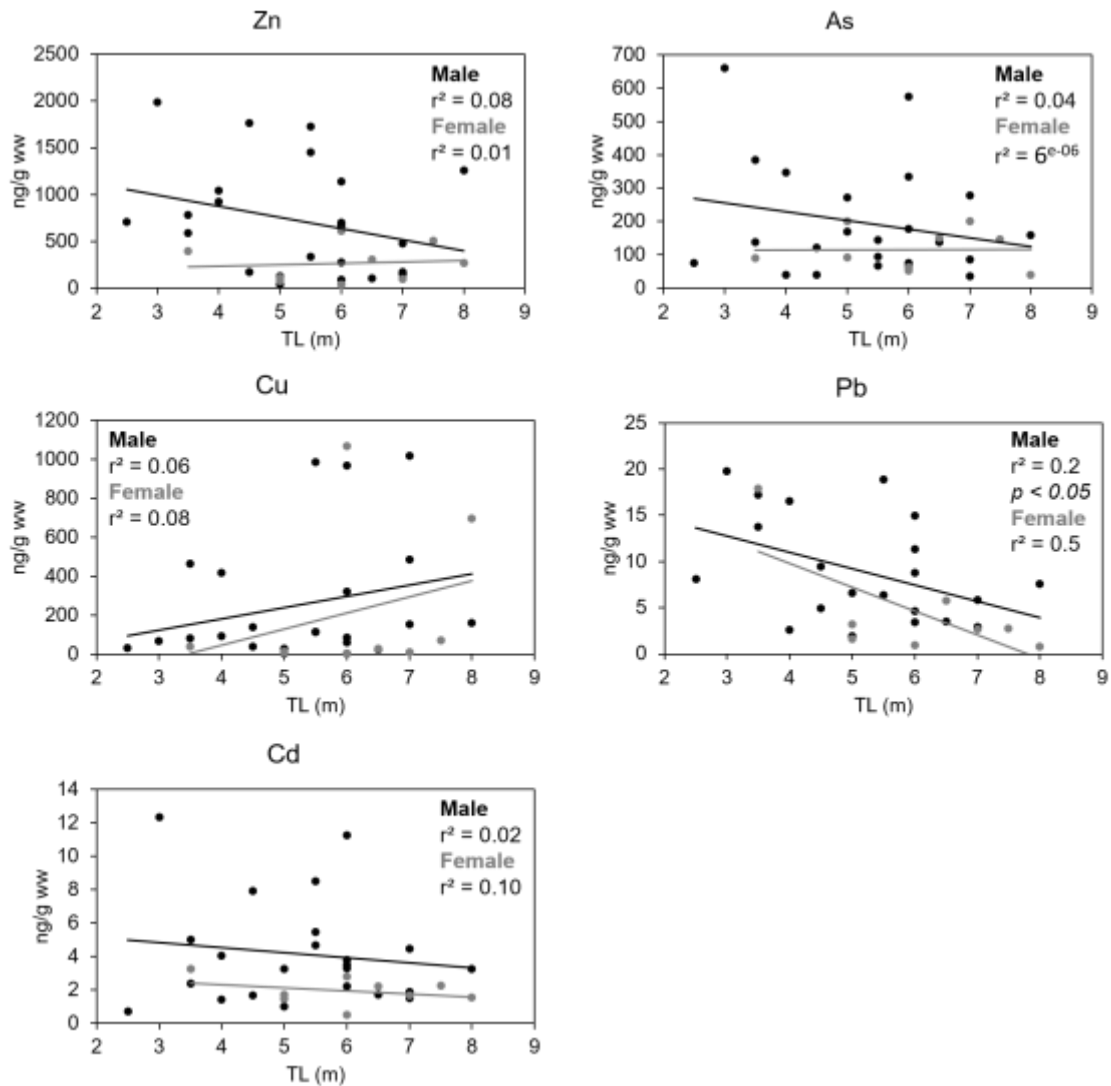 Zn
2500
2000
1500
1000
500
0
ng/g ww
2 3 4 5 6 7 8 9
TL (m)
Male
r² = 0.08
Female
r² = 0.01
As
700
600
500
400
300
200
100
0
ng/g ww
2 3 4 5 6 7 8 9
TL (m)
Male
r² = 0.04
Female
r² = 6e-06
Cu
1200
1000
800
600
400
200
0
ng/g ww
2 3 4 5 6 7 8 9
TL (m)
Male
r² = 0.06
Female
r² = 0.08
Pb
25
20
15
10
5
0
ng/g ww
2 3 4 5 6 7 8 9
TL (m)
Male
r² = 0.2
p < 0.05
Female
r² = 0.5
Cd
14
12
10
8
6
4
2
0
ng/g ww
2 3 4 5 6 7 8 9
TL (m)
Male
r² = 0.02
Female
r² = 0.10